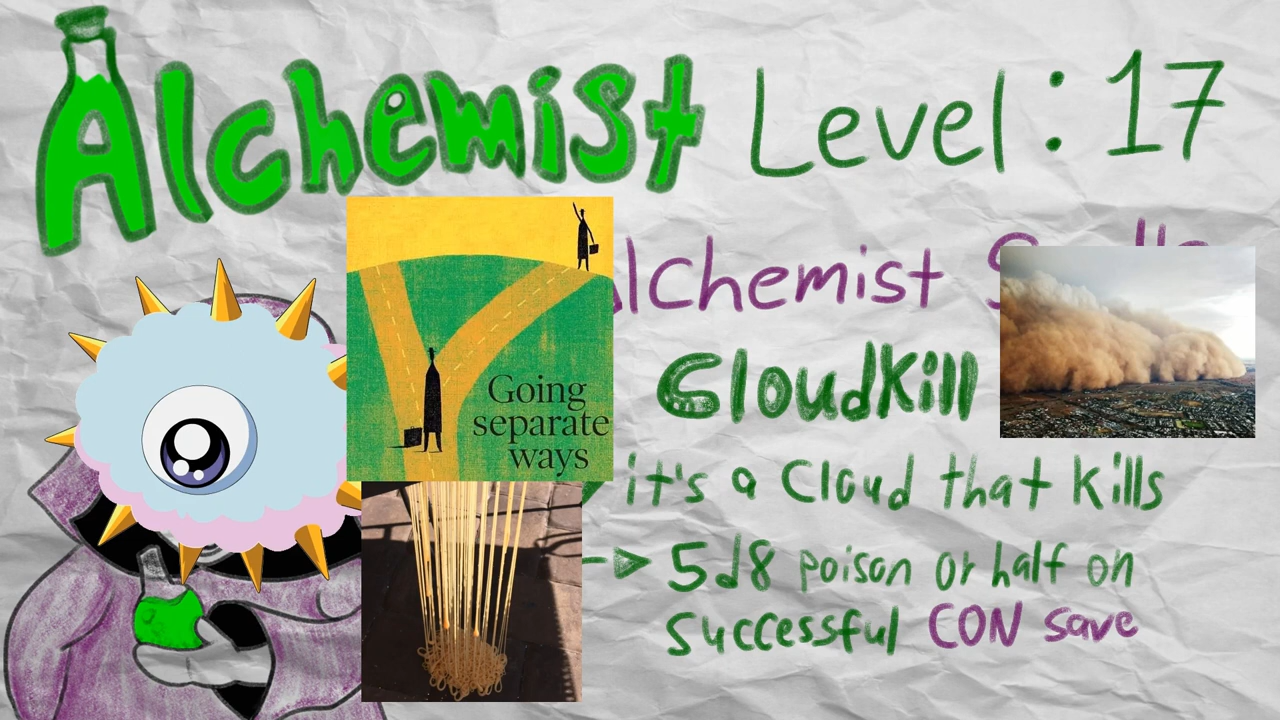 Alchemist Level: 17
Alchemist
Cloudkill
it's a Cloud that kills
5d8 poison or half on
Successful CON save
Going
separate
ways